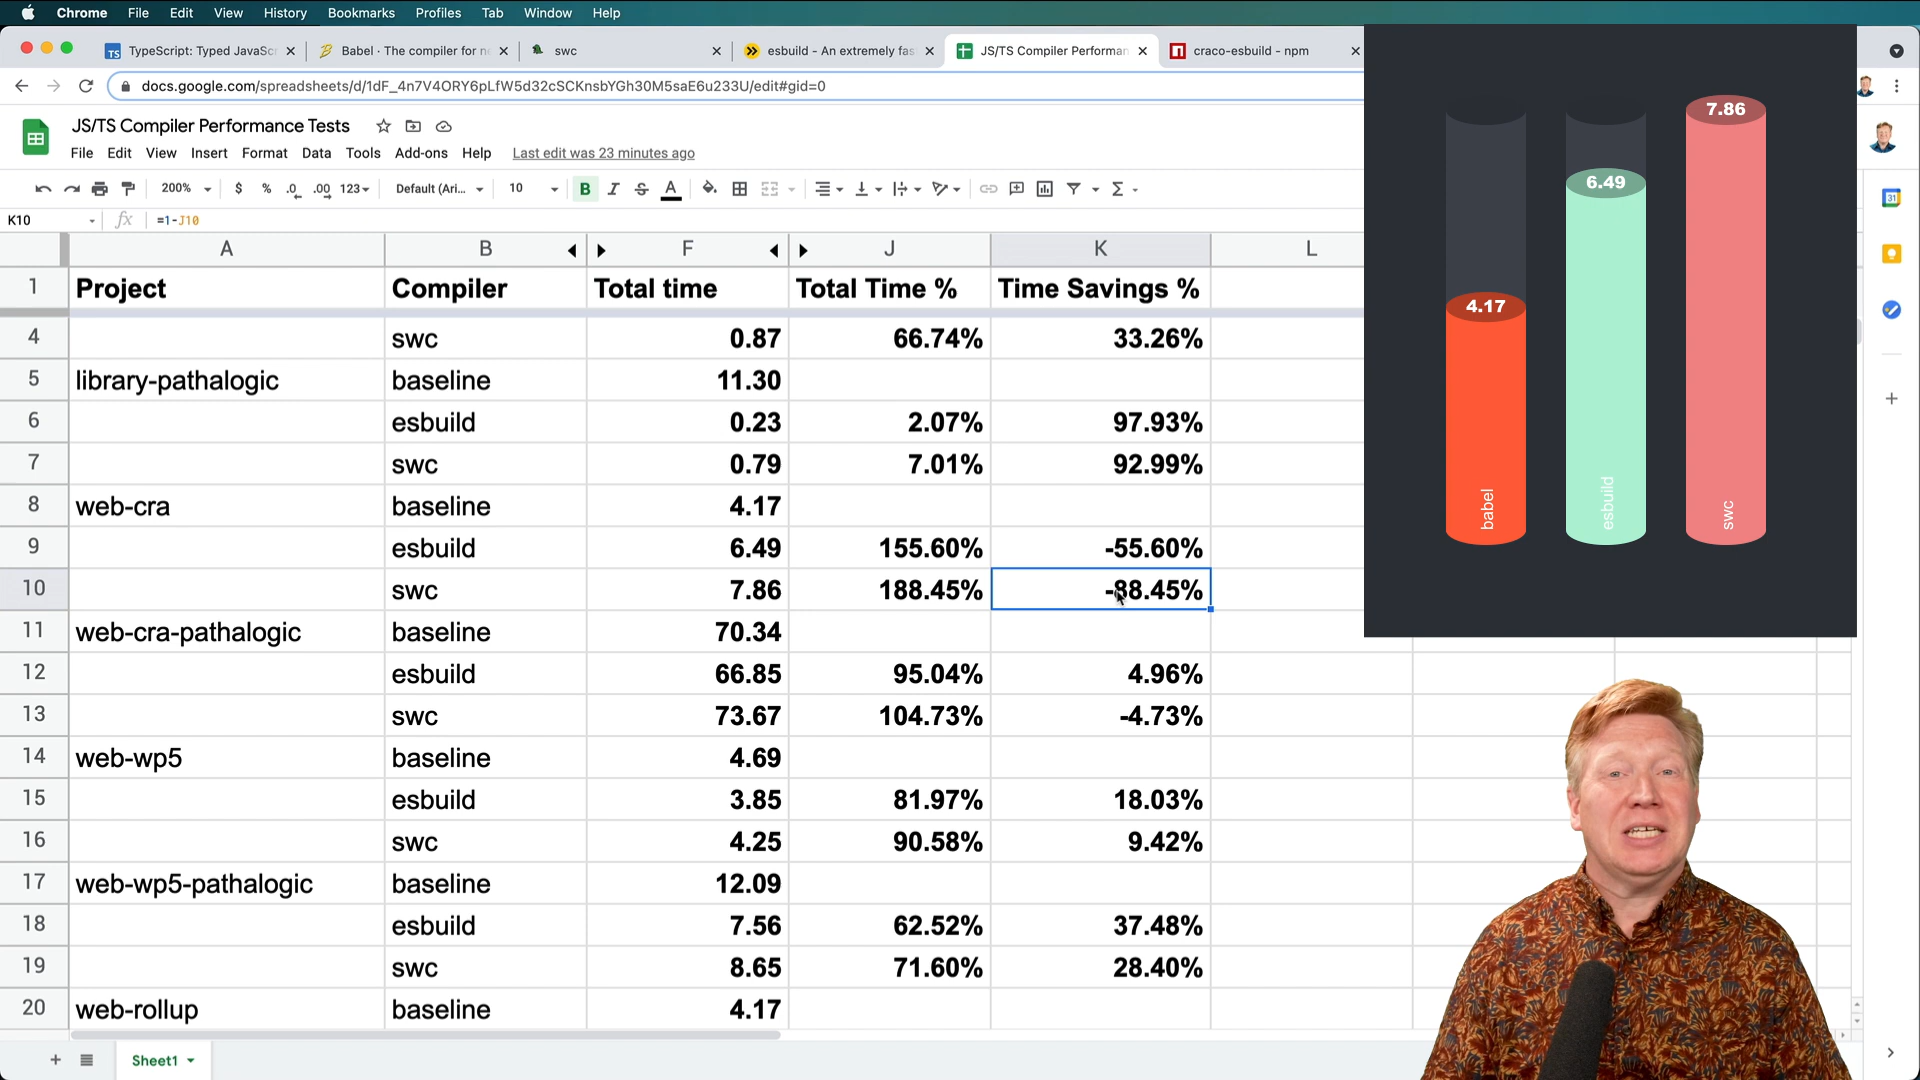 Chrome File Edit View History Bookmarks Profiles Tab Window Help
TS TypeScript: Typed JavaSc Babel · The compiler for ne swc esbuild - An extremely fas JS/TS Compiler Performan craco-esbuild - npm
docs.google.com/spreadsheets/d/1dF_4n7V4ORY6pLfW5d32cSCKnsbYGh30M5saE6u233U/edit#gid=0
JS/TS Compiler Performance Tests
File Edit View Insert Format Data Tools Add-ons Help Last edit was 23 minutes ago
200% $ % .0 .00 123 Default (Ari... 10 B I S A Σ
K10 fx =1-J10
A B F J K L
1 Project Compiler Total time Total Time % Time Savings %
4 swc 0.87 66.74% 33.26%
5 library-pathalogic baseline 11.30
6 esbuild 0.23 2.07% 97.93%
7 swc 0.79 7.01% 92.99%
8 web-cra baseline 4.17
9 esbuild 6.49 155.60% -55.60%
10 swc 7.86 188.45% -88.45%
11 web-cra-pathalogic baseline 70.34
12 esbuild 66.85 95.04% 4.96%
13 swc 73.67 104.73% -4.73%
14 web-wp5 baseline 4.69
15 esbuild 3.85 81.97% 18.03%
16 swc 4.25 90.58% 9.42%
17 web-wp5-pathalogic baseline 12.09
18 esbuild 7.56 62.52% 37.48%
19 swc 8.65 71.60% 28.40%
20 web-rollup baseline 4.17
Sheet1
7.86
6.49
4.17
babel
esbuild
swc
31